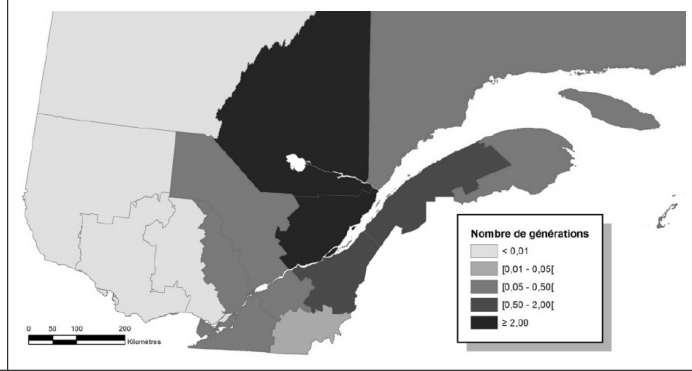 Nombre de générations
< 0,01
[0,01 - 0,05[
[0,05 - 0,50[
[0,50 - 2,00[
≥ 2,00
0 50 100 200
Kilomètres